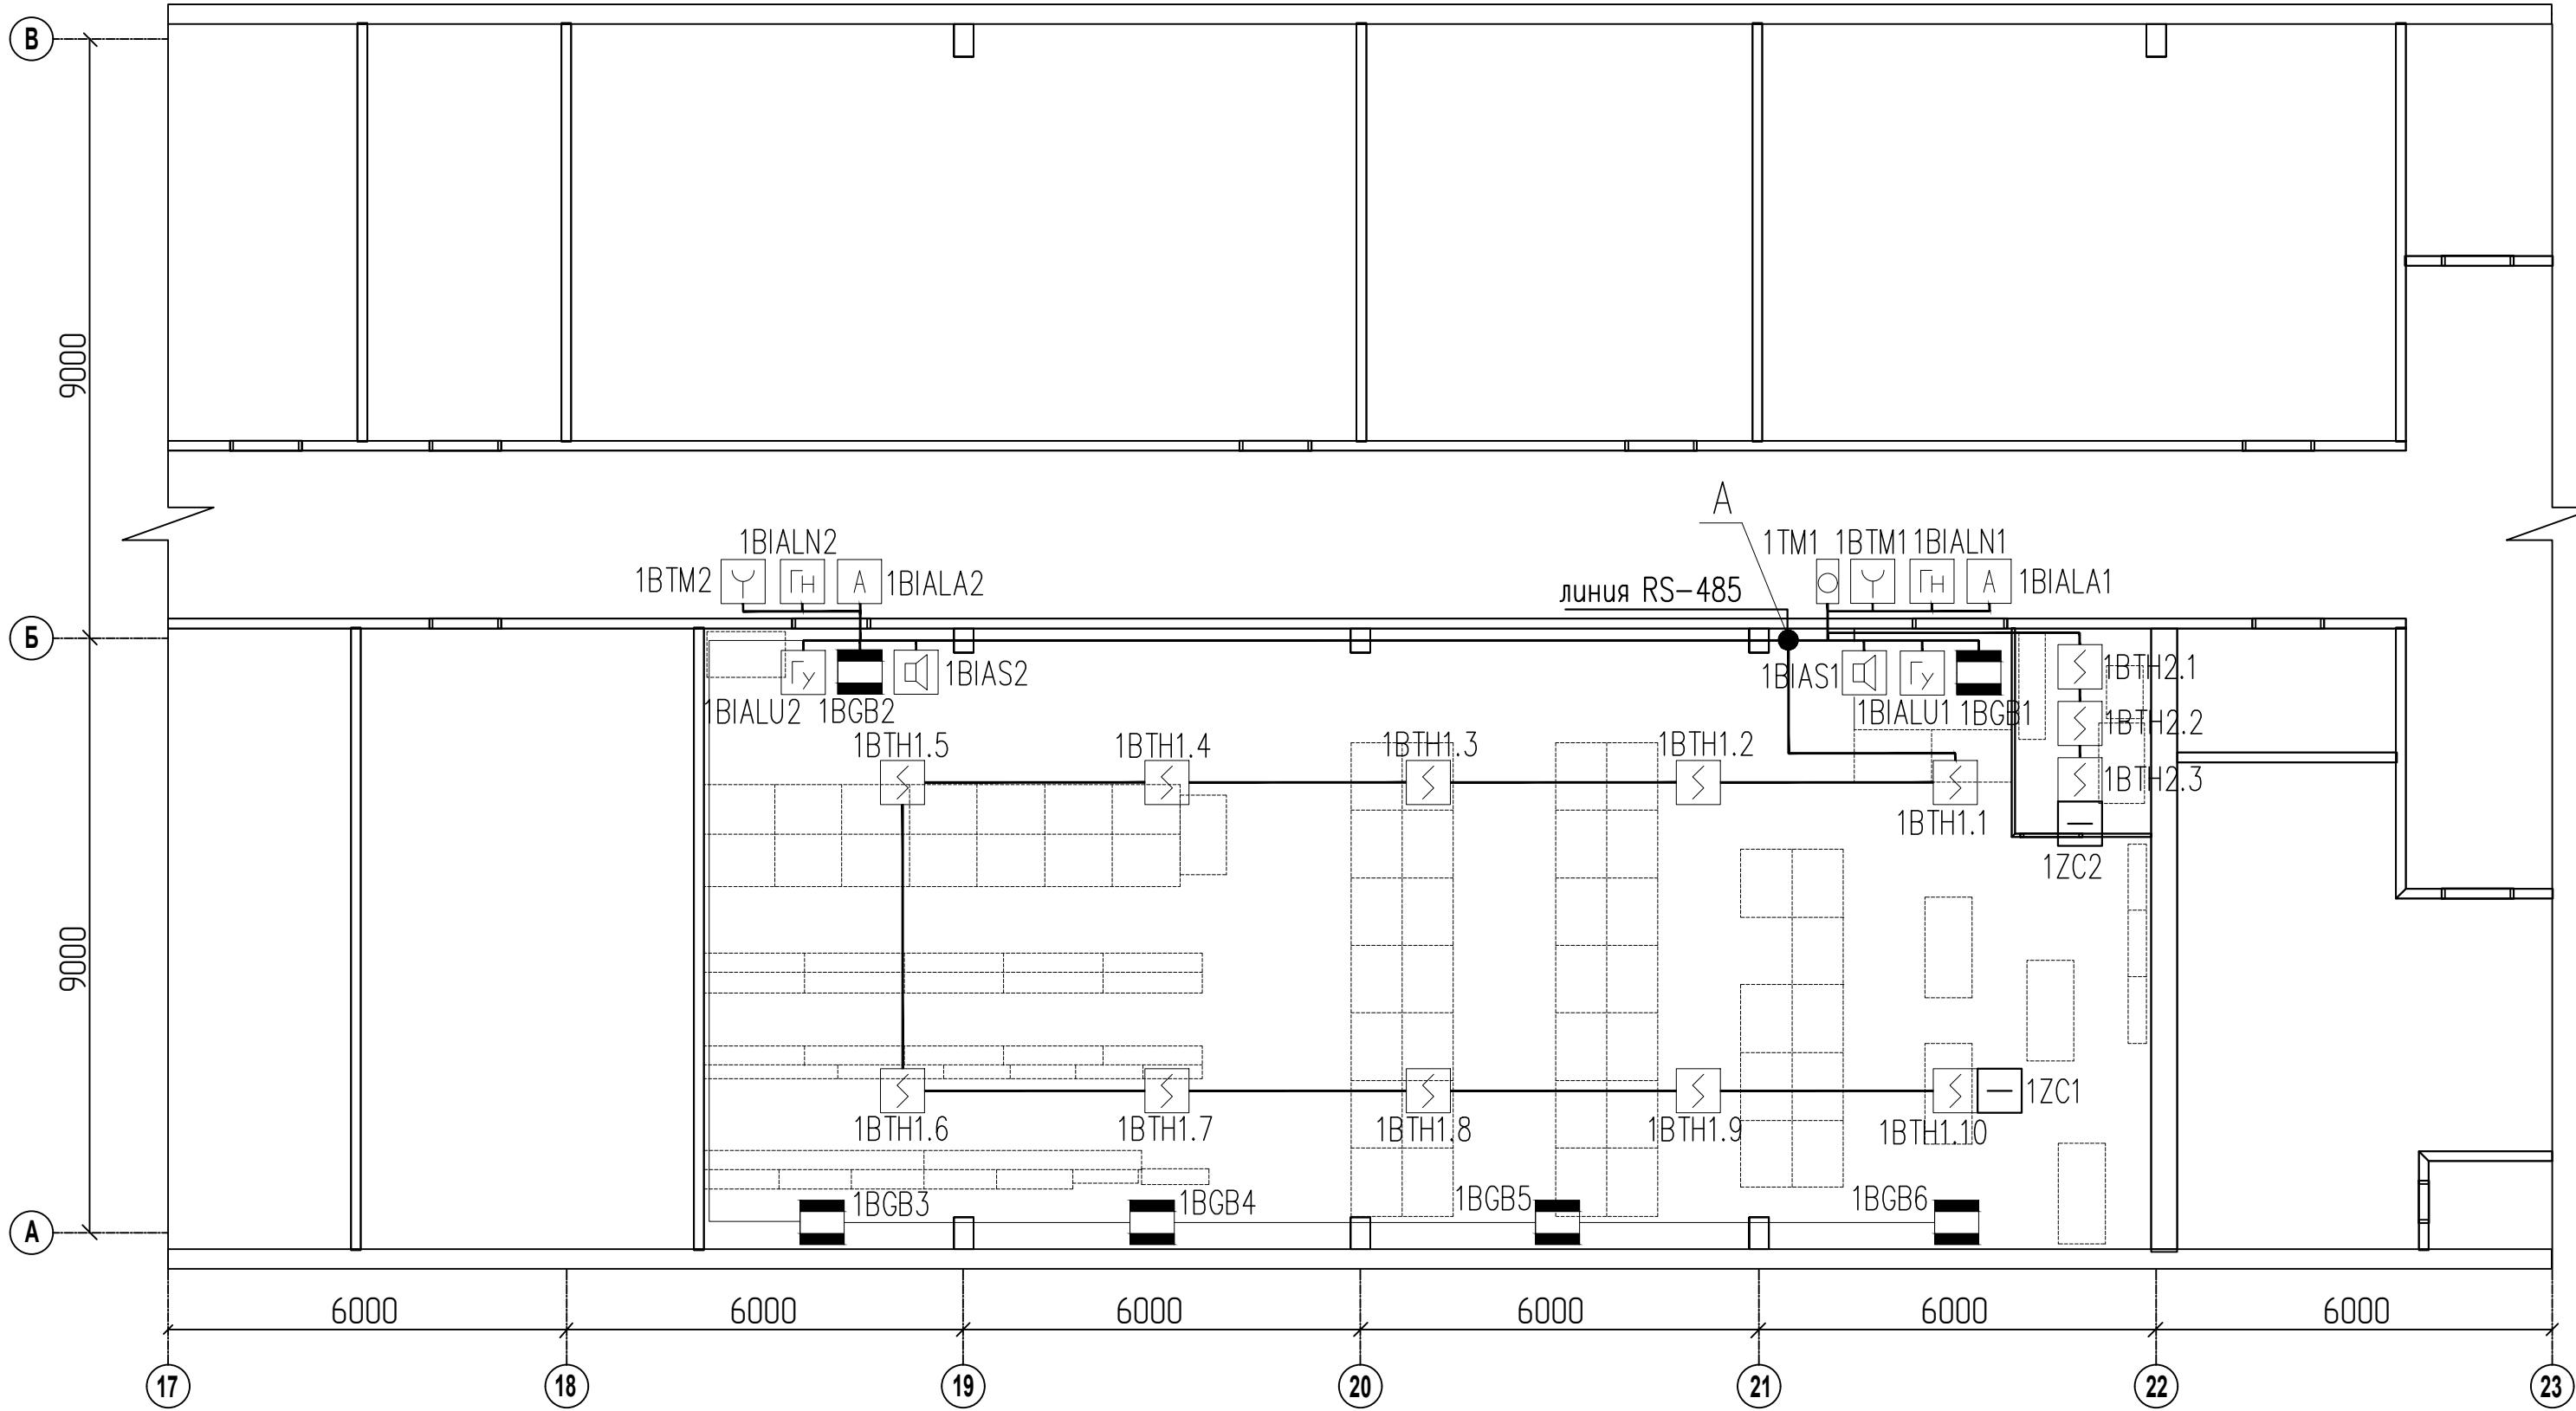 В
9000
А
1BIALN2
1TM1 1BTM1 1BIALN1
1BTM2 Гн А 1BIALA2
Гн А 1BIALA1
линия RS-485
Б
Гу 1BIAS2
1BIAS1 Гу 1BTH2.1
1BIALU2 1BGB2
1BIALU1 1BGB1
1BTH2.2
1BTH1.5 1BTH1.4 1BTH1.3 1BTH1.2
1BTH2.3
1BTH1.1
1ZC2
9000
1ZC1
1BTH1.6 1BTH1.7 1BTH1.8 1BTH1.9 1BTH1.10
1BGB3 1BGB4 1BGB5 1BGB6
А
6000 6000 6000 6000 6000 6000
17 18 19 20 21 22 23